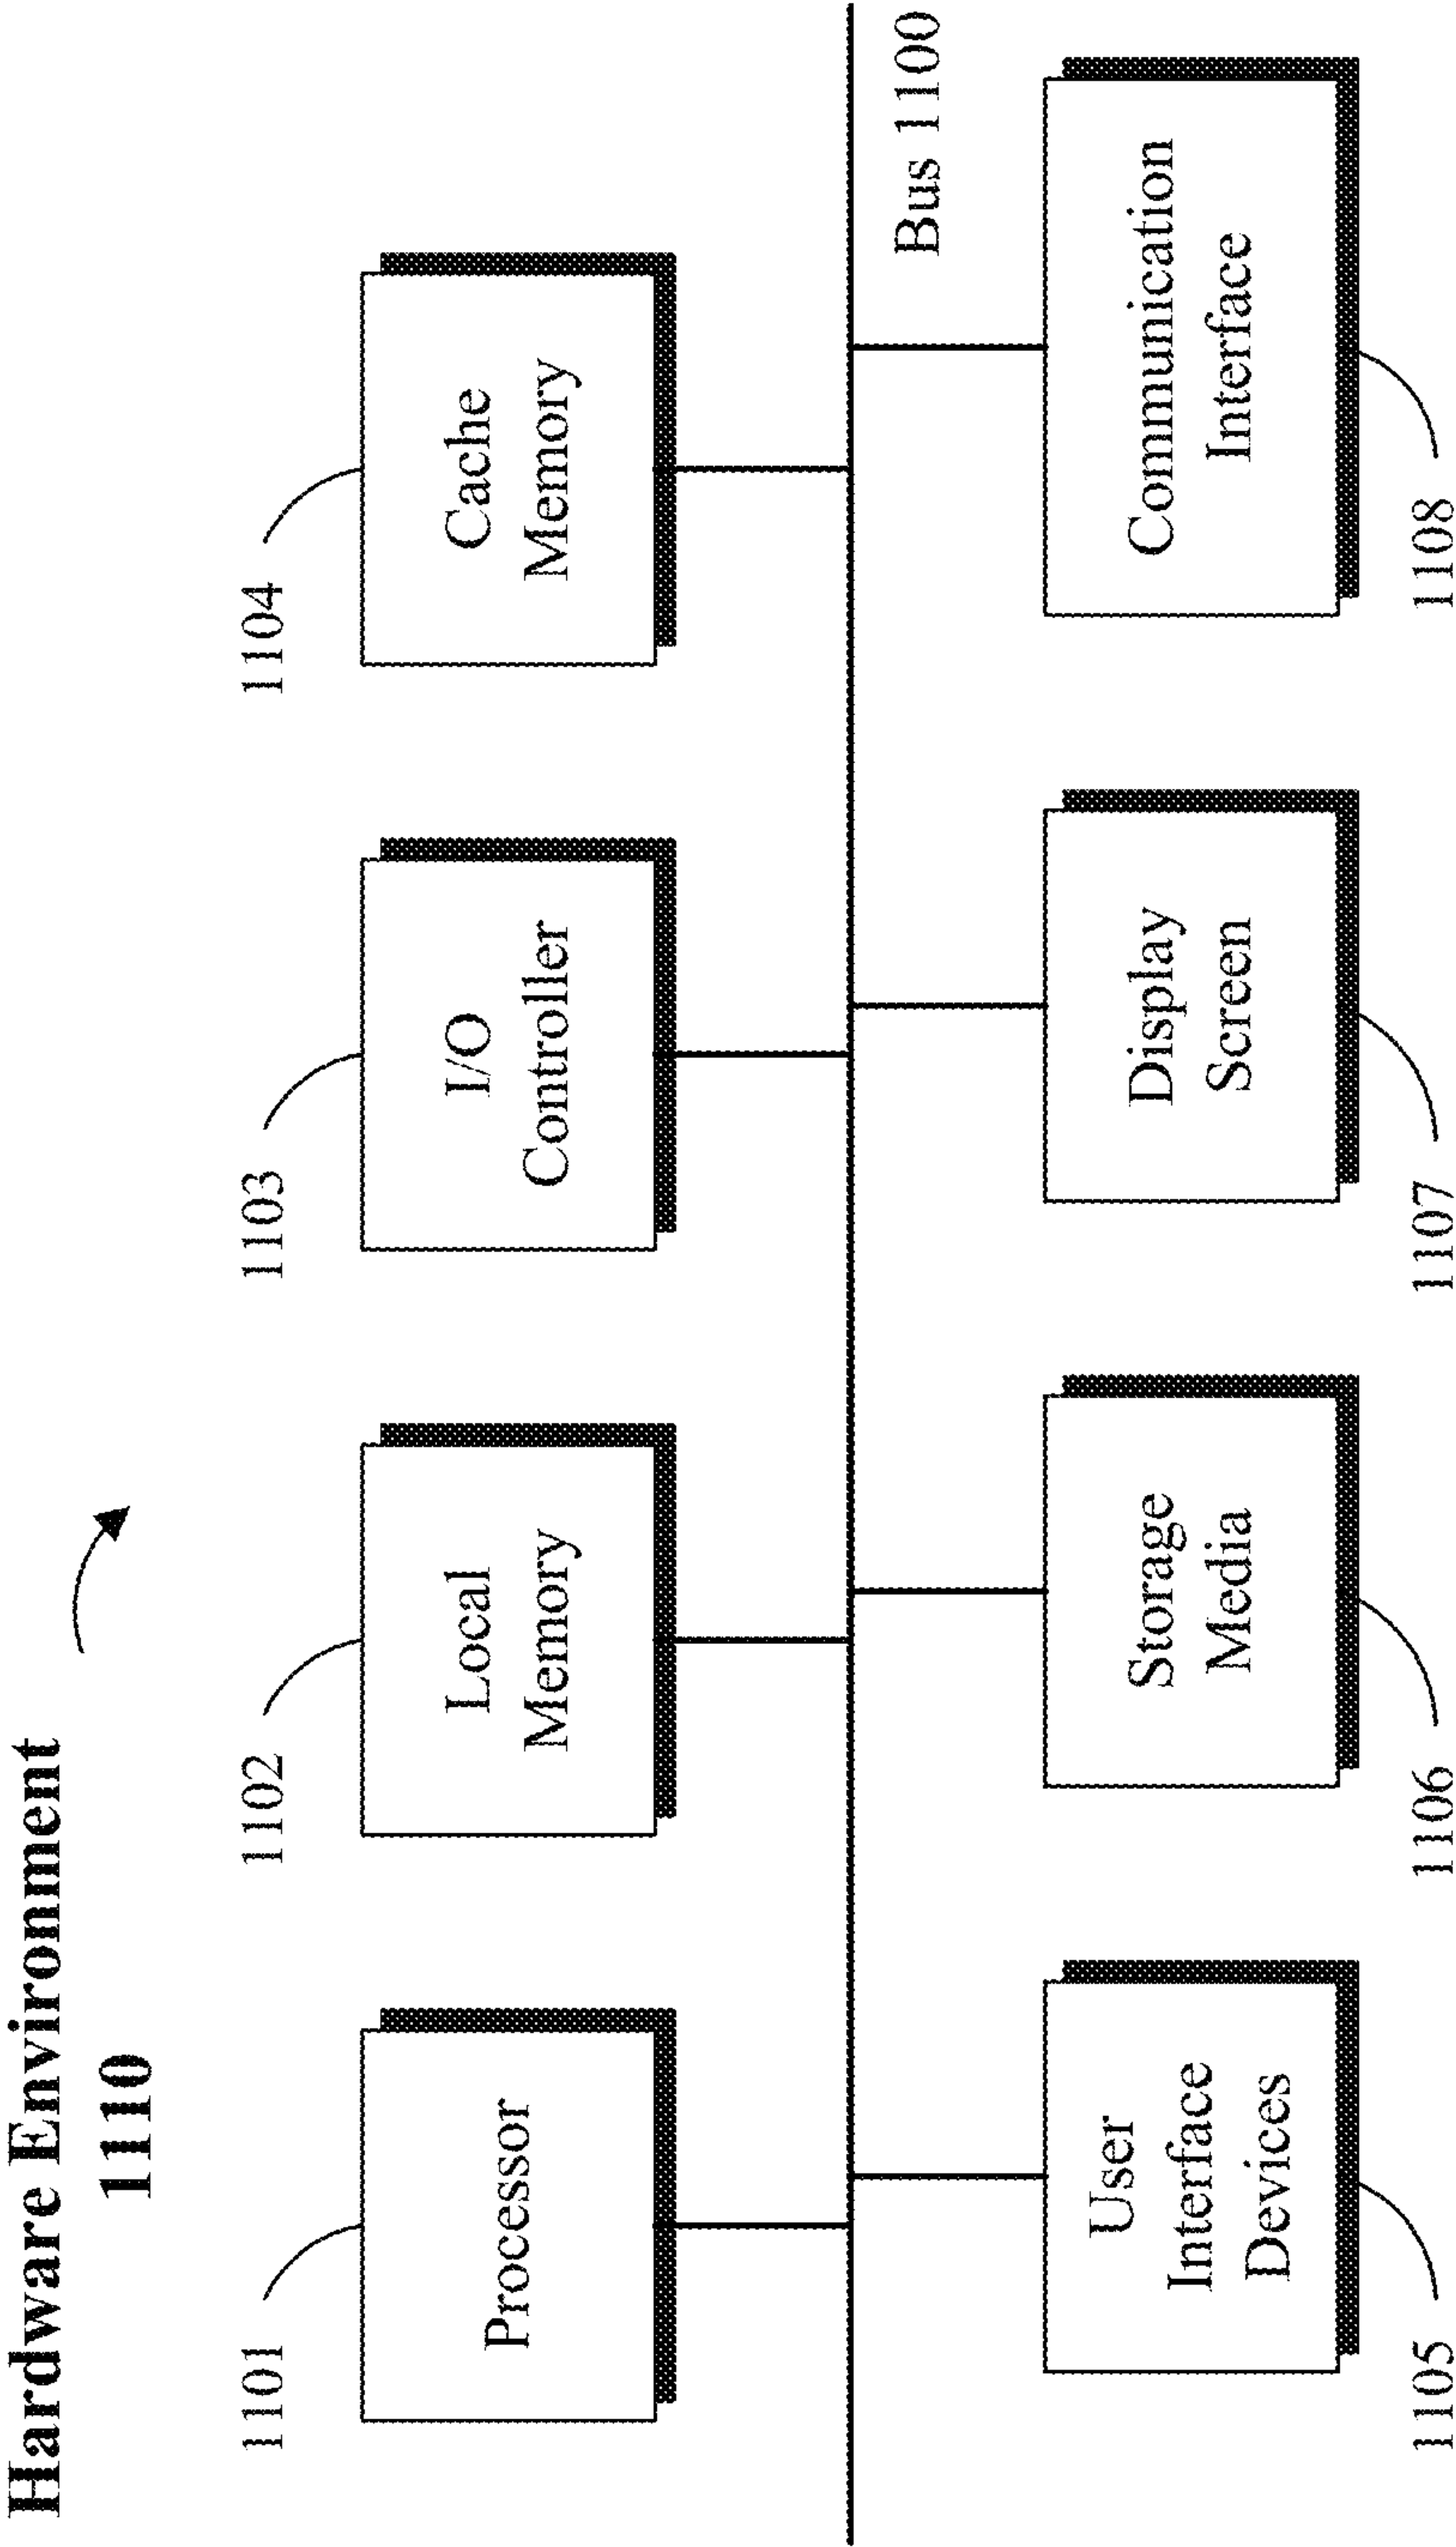 Hardware Environment
1110
1101
1102
1103
1104
Processor
Local
Memory
I/O
Controller
Cache
Memory
Bus 1100
User
Interface
Devices
Storage
Media
Display
Screen
Communication
Interface
1105
1106
1107
1108